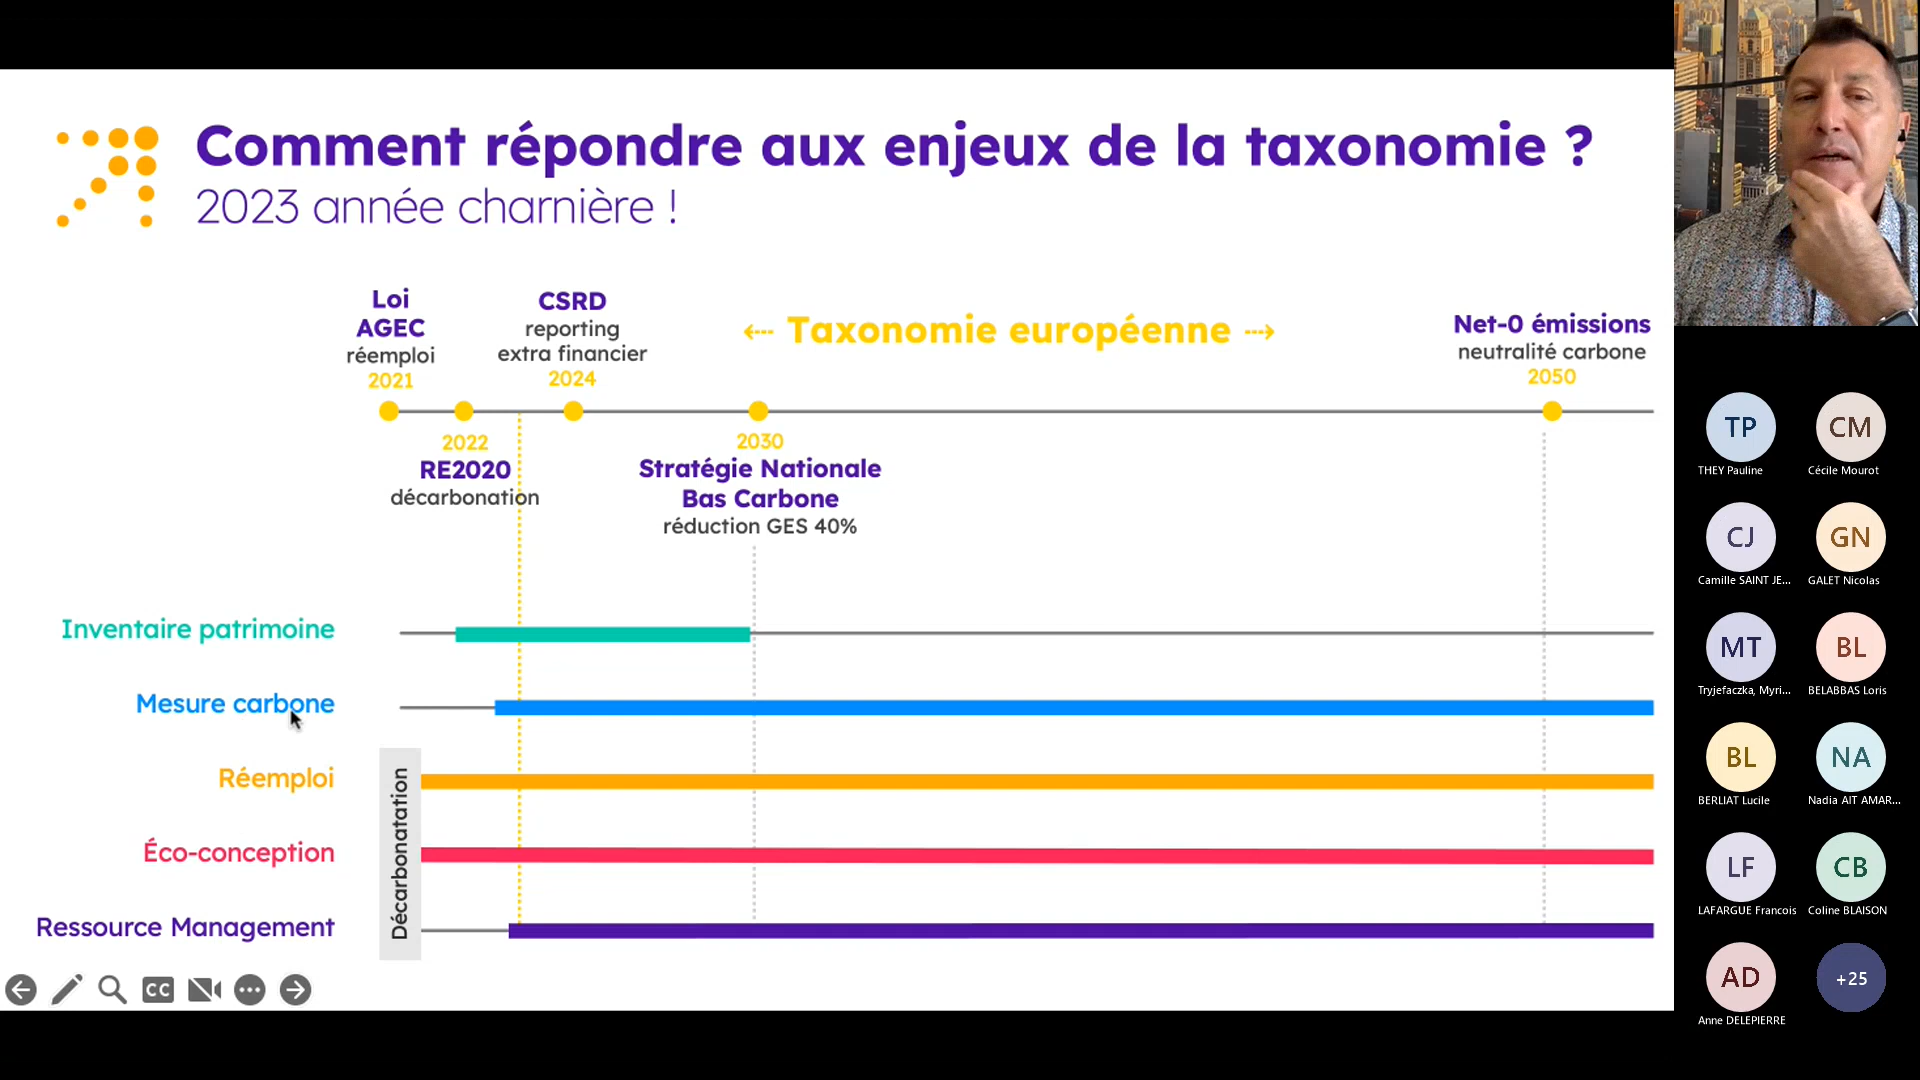 Comment répondre aux enjeux de la taxonomie ?
2023 année charnière !
Loi
AGEC
réemploi
2021
CSRD
reporting
extra financier
2024
⇠ Taxonomie européenne ⇢
Net-0 émissions
neutralité carbone
2050
2022
RE2020
décarbonation
2030
Stratégie Nationale
Bas Carbone
réduction GES 40%
Inventaire patrimoine
Mesure carbone
Réemploi
Éco-conception
Ressource Management
Décarbonatation
CC
TP
THEY Pauline
CM
Cécile Mourot
CJ
Camille SAINT JE...
GN
GALET Nicolas
MT
Tryjefaczka, Myri...
BL
BELABBAS Loris
BL
BERLIAT Lucile
NA
Nadia AIT AMAR...
LF
LAFARGUE Francois
CB
Coline BLAISON
AD
Anne DELEPIERRE
+25